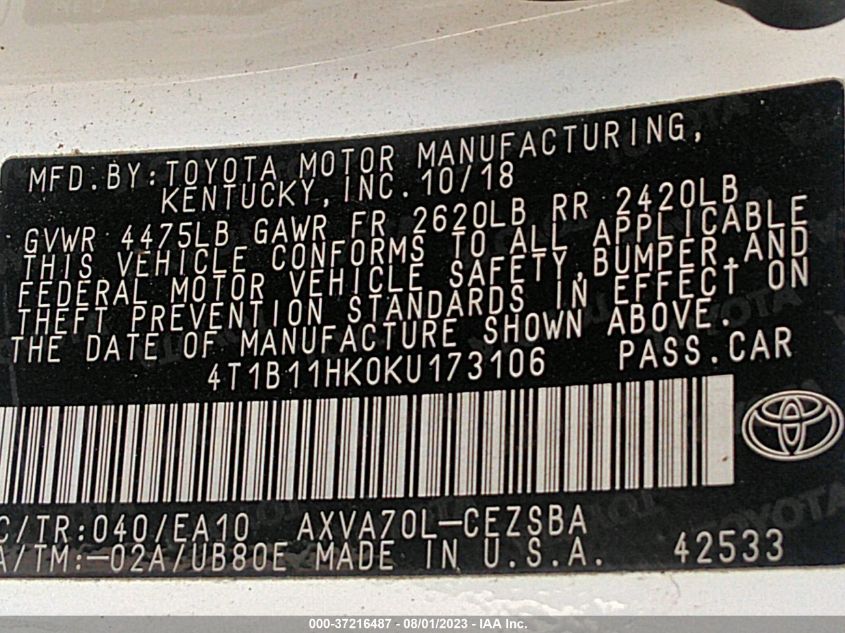 MFD.BY:TOYOTA MOTOR MANUFACTURING,
KENTUCKY,INC.10/18
GVWR 4475LB GAWR FR 2620LB RR 2420LB
THIS VEHICLE CONFORMS TO ALL APPLICABLE
FEDERAL MOTOR VEHICLE SAFETY,BUMPER,AND
THEFT PREVENTION STANDARDS IN EFFECT ON
THE DATE OF MANUFACTURE SHOWN ABOVE.
4T1B11HK0KU173106 PASS.CAR
C/TR:040/EA10 AXVA70L-CEZSBA
A/TM:-02A/UB80E MADE IN U.S.A. 42533
000-37216487 - 08/01/2023 - IAA Inc.